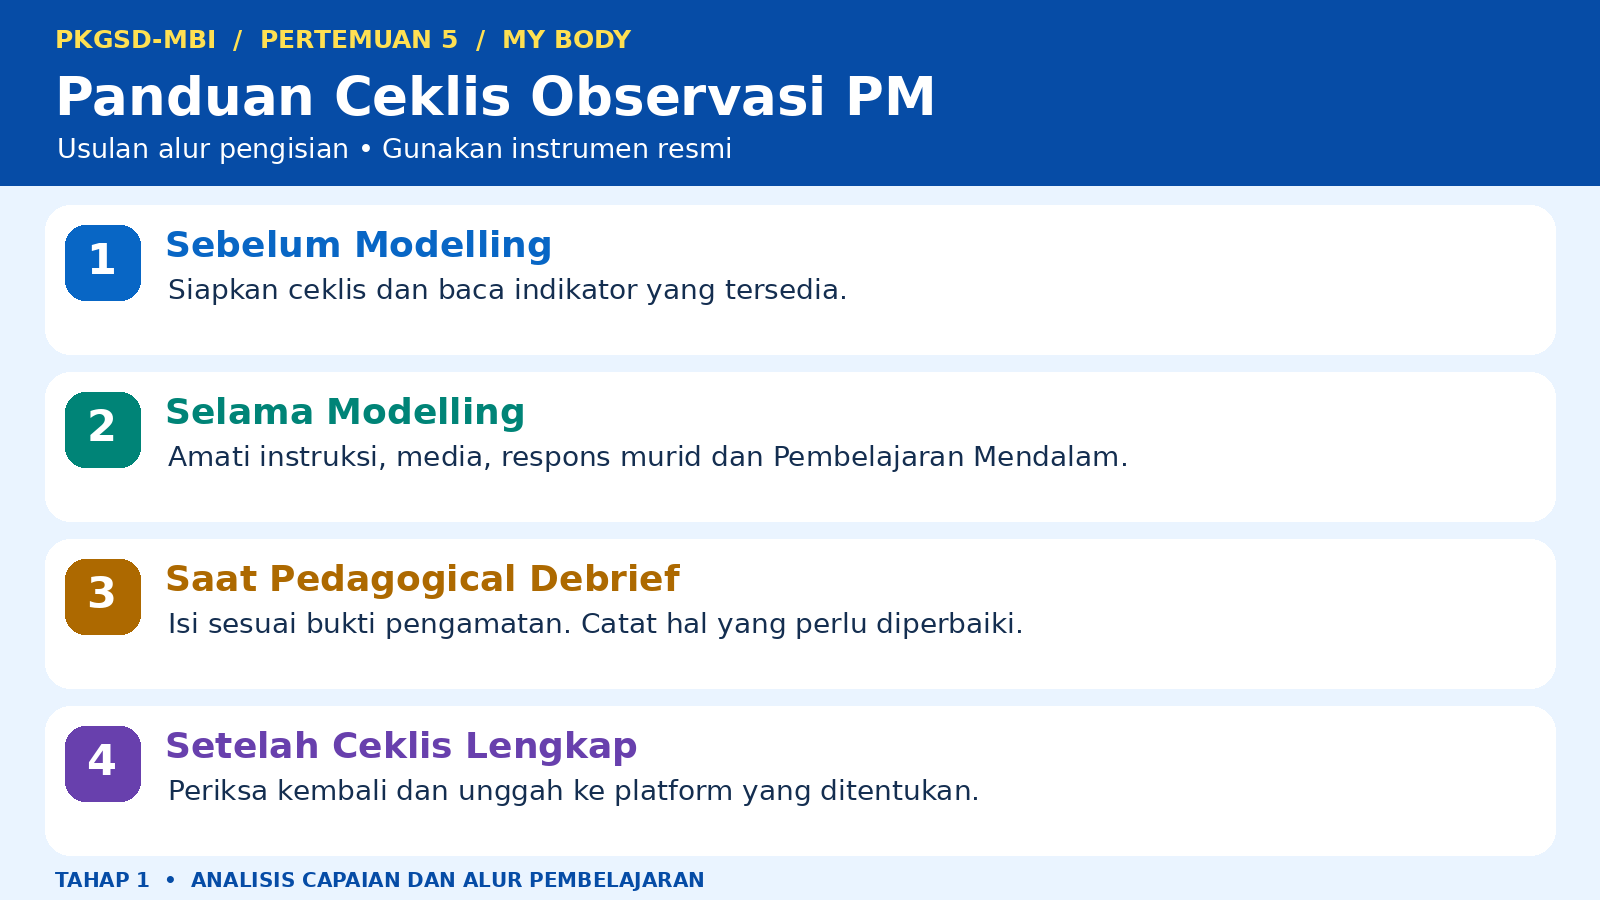 PKGSD-MBI / PERTEMUAN 5 / MY BODY
Panduan Ceklis Observasi PM
Usulan alur pengisian • Gunakan instrumen resmi
1
Sebelum Modelling
Siapkan ceklis dan baca indikator yang tersedia.
2
Selama Modelling
Amati instruksi, media, respons murid dan Pembelajaran Mendalam.
3
Saat Pedagogical Debrief
Isi sesuai bukti pengamatan. Catat hal yang perlu diperbaiki.
4
Setelah Ceklis Lengkap
Periksa kembali dan unggah ke platform yang ditentukan.
TAHAP 1 • ANALISIS CAPAIAN DAN ALUR PEMBELAJARAN